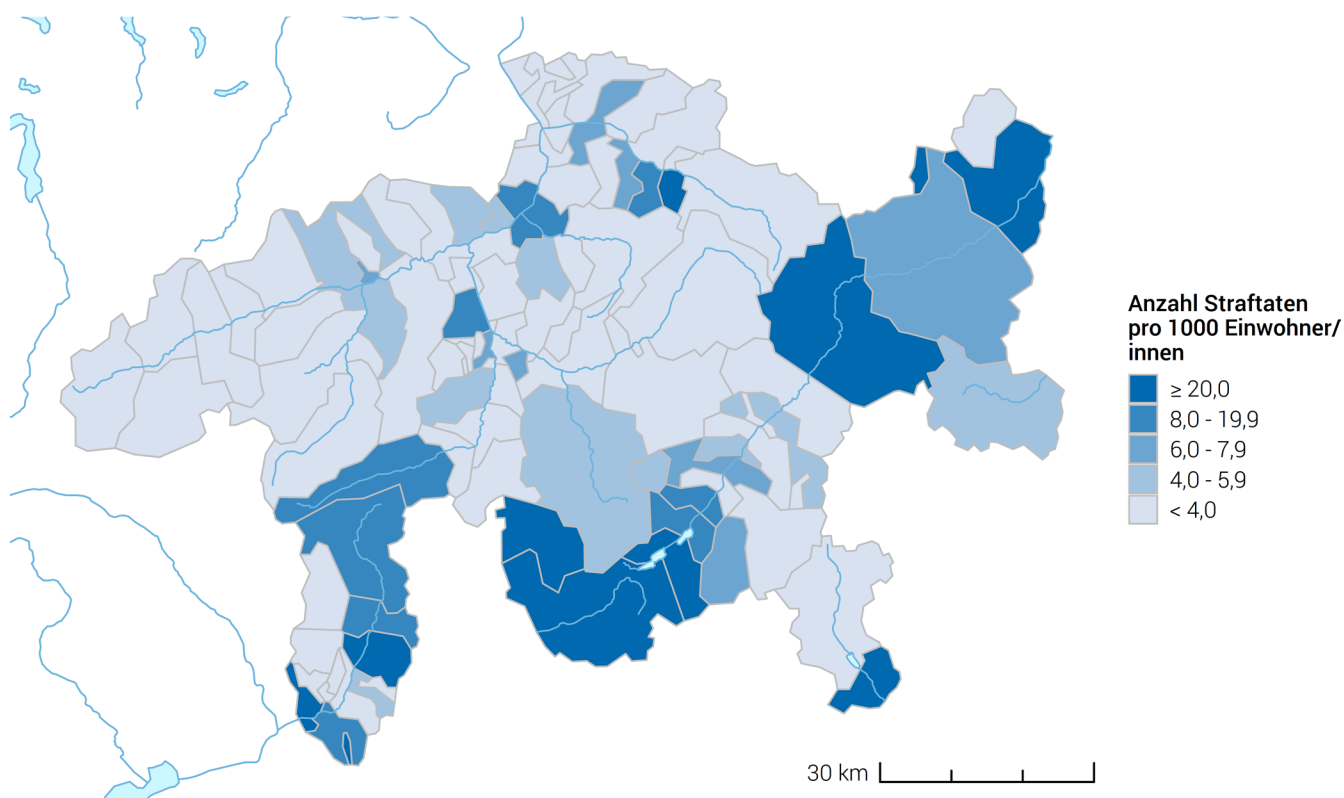 Anzahl Straftaten
pro 1000 Einwohner/
innen
≥ 20,0
8,0 - 19,9
6,0 - 7,9
4,0 - 5,9
< 4,0
30 km